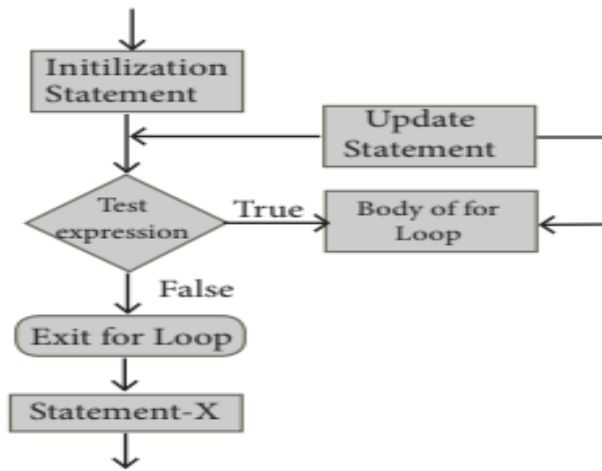 Initilization
Statement
Update
Statement
Test
expression
True
Body of for
Loop
False
Exit for Loop
Statement-X